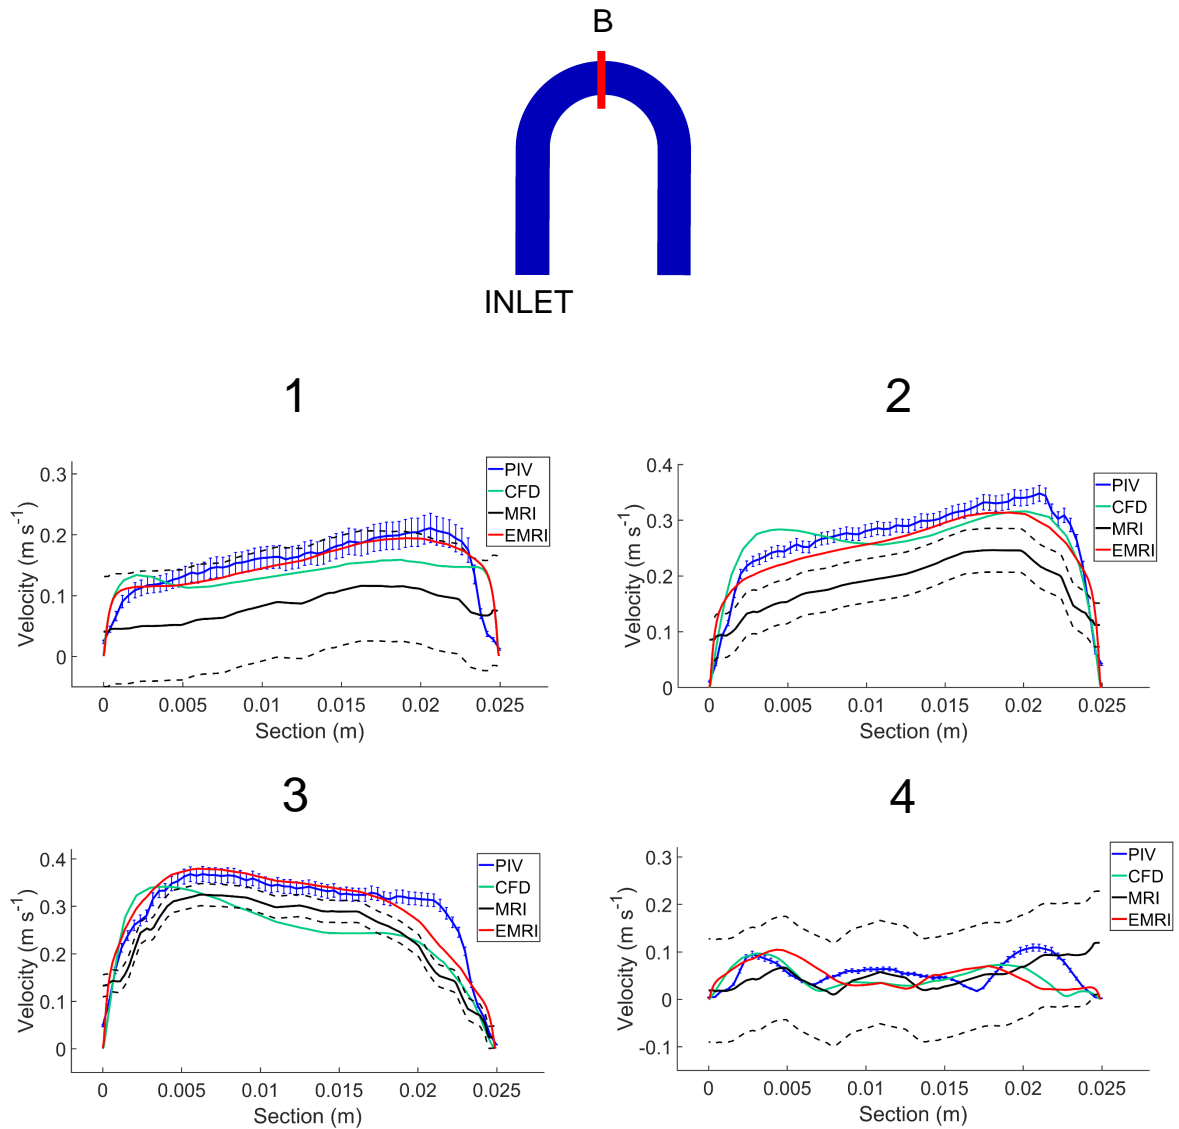 B
INLET
1
2
0.3
0.2
0.1
0
Velocity (m s-1)
0 0.005 0.01 0.015 0.02 0.025
Section (m)
PIV
CFD
MRI
EMRI
0.4
0.3
0.2
0.1
0
Velocity (m s-1)
0 0.005 0.01 0.015 0.02 0.025
Section (m)
PIV
CFD
MRI
EMRI
3
4
0.4
0.3
0.2
0.1
0
Velocity (m s-1)
0 0.005 0.01 0.015 0.02 0.025
Section (m)
PIV
CFD
MRI
EMRI
0.3
0.2
0.1
0
-0.1
Velocity (m s-1)
0 0.005 0.01 0.015 0.02 0.025
Section (m)
PIV
CFD
MRI
EMRI